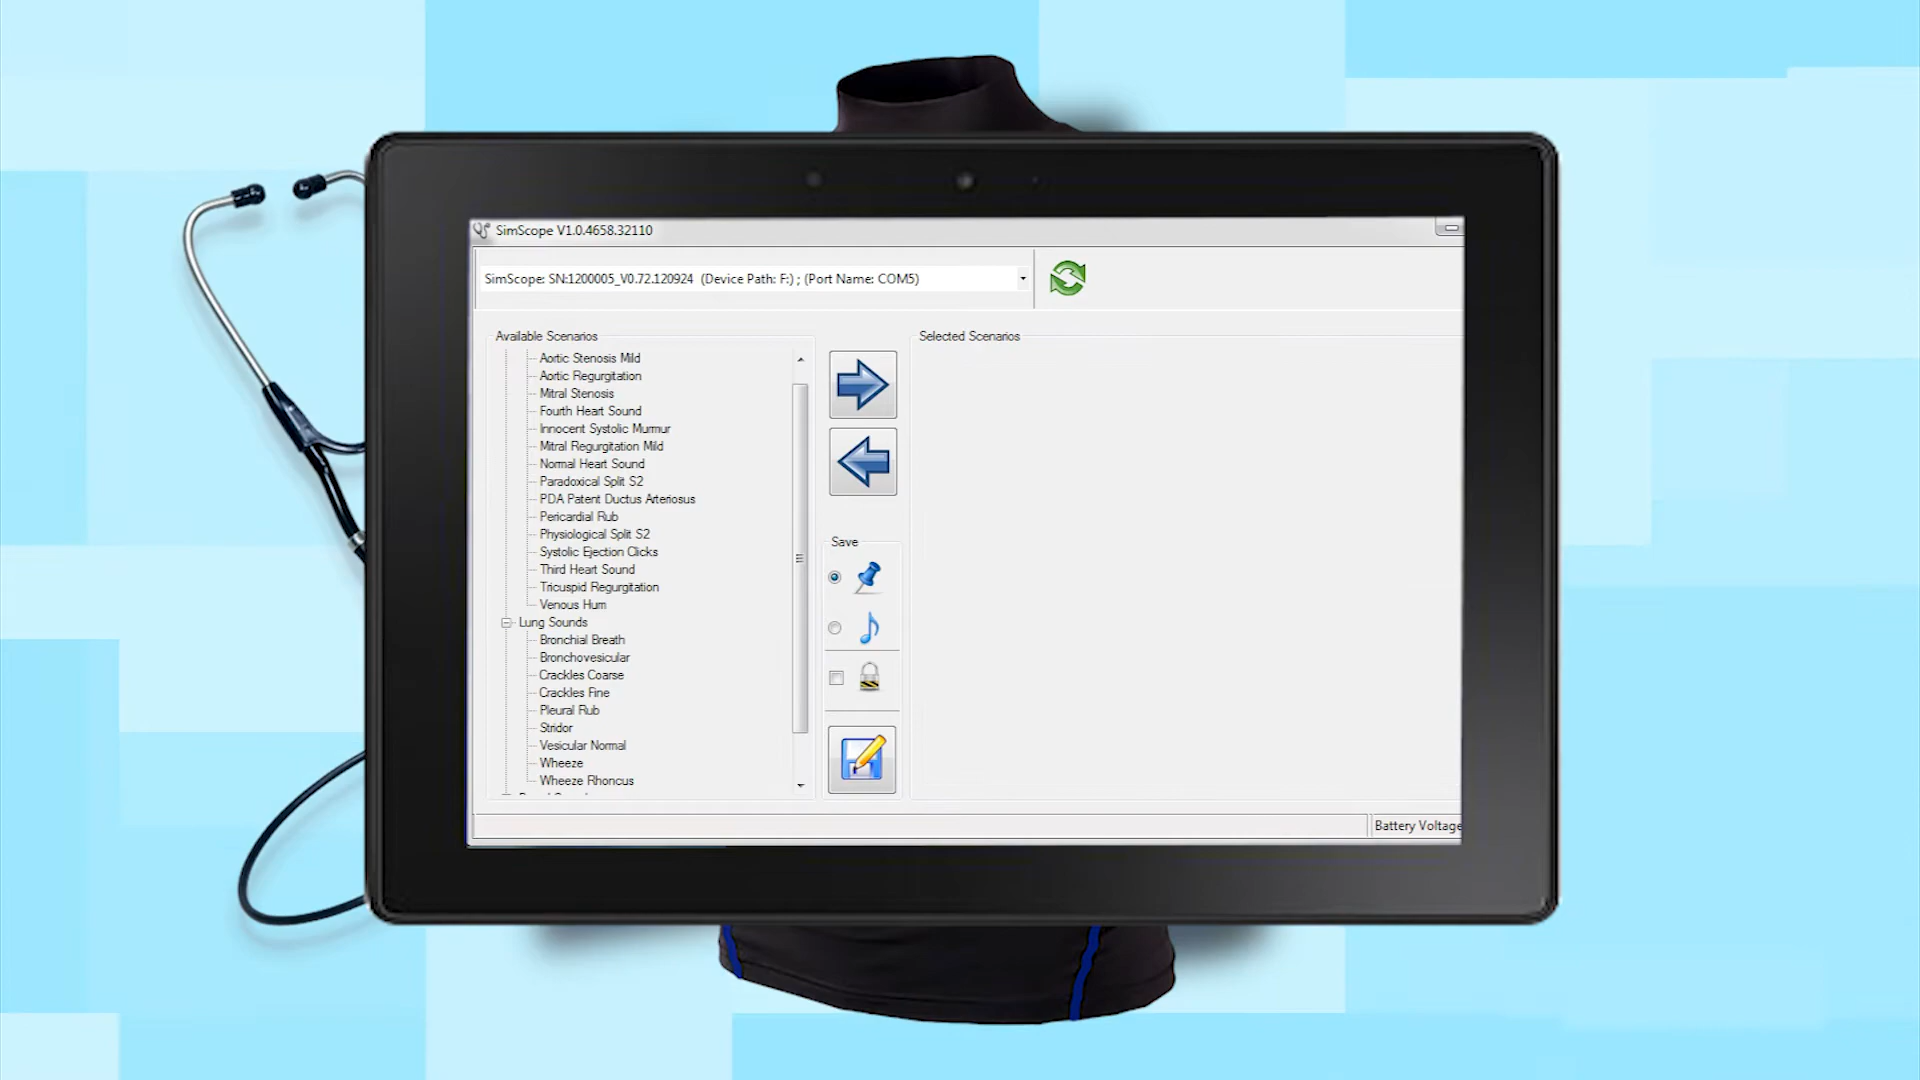 SimScope V1.0.4658.32110
SimScope: SN:1200005_V0.72.120924 (Device Path: F:) ; (Port Name: COM5)
Available Scenarios
Aortic Stenosis Mild
Aortic Regurgitation
Mitral Stenosis
Fourth Heart Sound
Innocent Systolic Murmur
Mitral Regurgitation Mild
Normal Heart Sound
Paradoxical Split S2
PDA Patent Ductus Arteriosus
Pericardial Rub
Physiological Split S2
Systolic Ejection Clicks
Third Heart Sound
Tricuspid Regurgitation
Venous Hum
Lung Sounds
Bronchial Breath
Bronchovesicular
Crackles Coarse
Crackles Fine
Pleural Rub
Stridor
Vesicular Normal
Wheeze
Wheeze Rhoncus
Save
Selected Scenarios
Battery Voltage